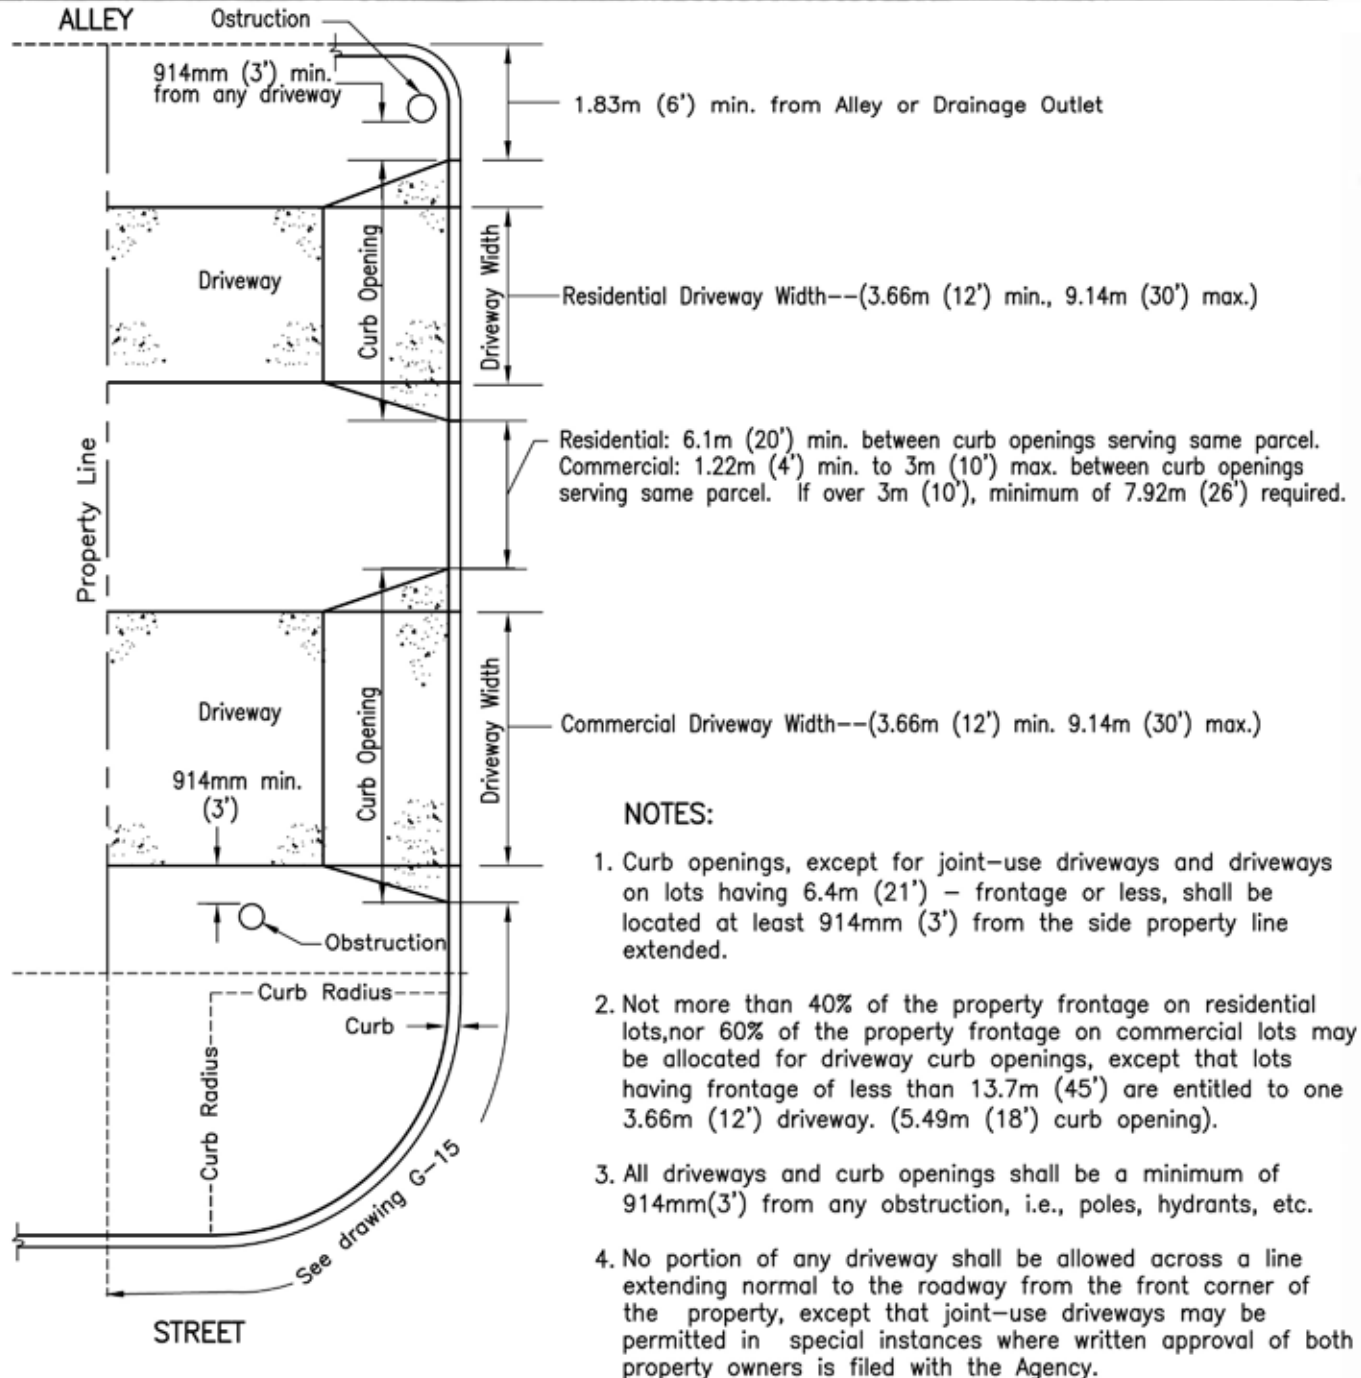 ALLEY
Ostruction
914mm (3') min.
from any driveway
1.83m (6') min. from Alley or Drainage Outlet
Driveway
Curb Opening
Driveway Width
Residential Driveway Width--(3.66m (12') min., 9.14m (30') max.)
Property Line
Residential: 6.1m (20') min. between curb openings serving same parcel.
Commercial: 1.22m (4') min. to 3m (10') max. between curb openings
serving same parcel. If over 3m (10'), minimum of 7.92m (26') required.
Driveway
Curb Opening
Driveway Width
Commercial Driveway Width--(3.66m (12') min. 9.14m (30') max.)
914mm min.
(3')
Obstruction
Curb Radius
Curb
Curb Radius
See drawing G-15
STREET
NOTES:
1. Curb openings, except for joint-use driveways and driveways
on lots having 6.4m (21') - frontage or less, shall be
located at least 914mm (3') from the side property line
extended.
2. Not more than 40% of the property frontage on residential
lots,nor 60% of the property frontage on commercial lots may
be allocated for driveway curb openings, except that lots
having frontage of less than 13.7m (45') are entitled to one
3.66m (12') driveway. (5.49m (18') curb opening).
3. All driveways and curb openings shall be a minimum of
914mm(3') from any obstruction, i.e., poles, hydrants, etc.
4. No portion of any driveway shall be allowed across a line
extending normal to the roadway from the front corner of
the property, except that joint-use driveways may be
permitted in special instances where written approval of both
property owners is filed with the Agency.